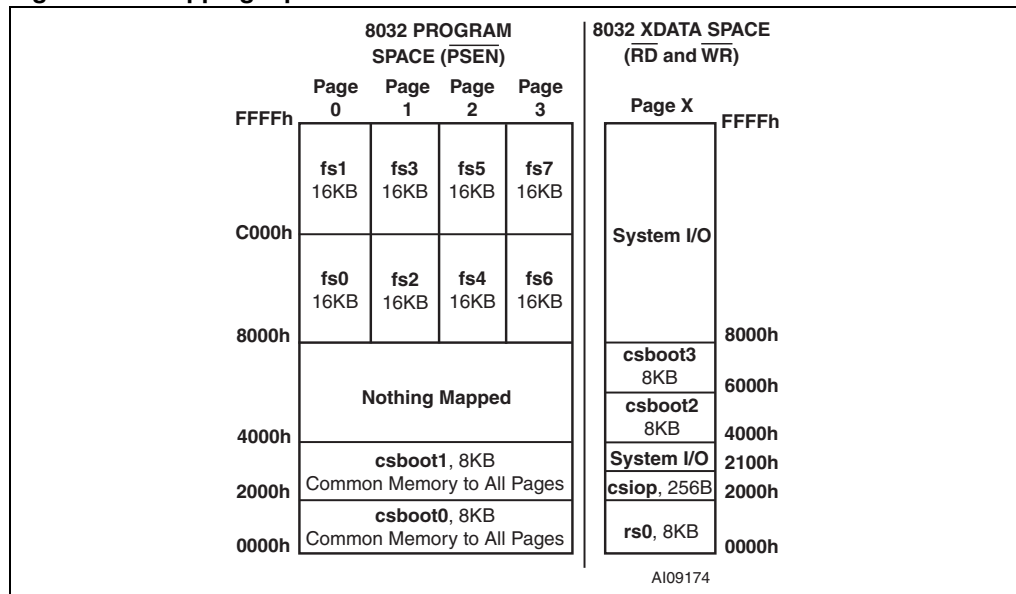 8032 PROGRAM
SPACE (PSEN)
Page Page Page Page
0 1 2 3
FFFFh
fs1 fs3 fs5 fs7
16KB 16KB 16KB 16KB
C000h
fs0 fs2 fs4 fs6
16KB 16KB 16KB 16KB
8000h
Nothing Mapped
4000h
csboot1, 8KB
Common Memory to All Pages
2000h
csboot0, 8KB
Common Memory to All Pages
0000h
8032 XDATA SPACE
(RD and WR)
Page X
FFFFh
System I/O
8000h
csboot3
8KB
6000h
csboot2
8KB
4000h
System I/O
2100h
csiop, 256B
2000h
rs0, 8KB
0000h
AI09174